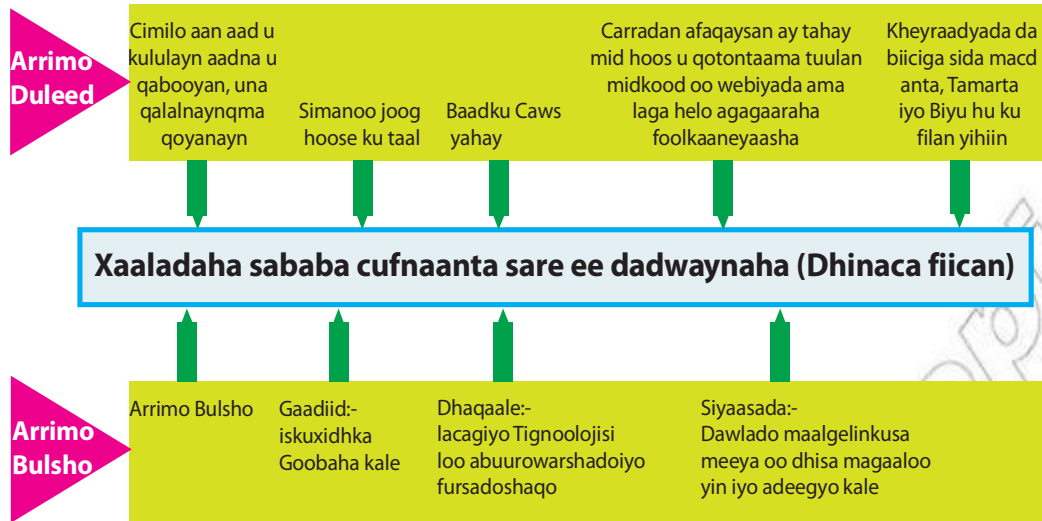 Arrimo
Duleed
Cimilo aan aad u
kululayn aadna u
qabooyan, una
qalalnaynqma
qoyanayn
Simanoo joog
hoose ku taal
Baadku Caws
yahay
Carradan afaqaysan ay tahay
mid hoos u qotontaama tuulan
midkood oo webiyada ama
laga helo agagaaraha
foolkaaneyaasha
Kheyraadyada da
biiciga sida macd
anta, Tamarta
iyo Biyu hu ku
filan yihiin
Xaaladaha sababa cufnaanta sare ee dadwaynaha (Dhinaca fiican)
Arrimo
Bulsho
Arrimo Bulsho
Gaadiid:-
iskuxidhka
Goobaha kale
Dhaqaale:-
lacagiyo Tignoolojisi
loo abuurowarshadoiyo
fursadoshaqo
Siyaasada:-
Dawlado maalgelinkusa
meeya oo dhisa magaaloo
yin iyo adeegyo kale